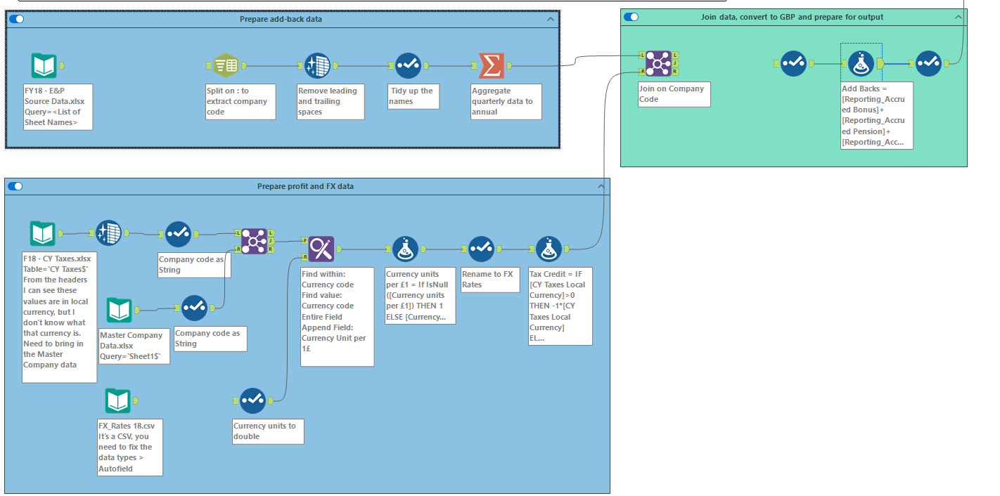 Prepare add-back data
FY18 - E&P
Source Data.xlsx
Query=<List of
Sheet Names>
Split on : to
extract company
code
Remove leading
and trailing
spaces
Tidy up the
names
Aggregate
quarterly data to
annual
Join data, convert to GBP and prepare for output
L
R
L
J
R
Join on Company
Code
Add Backs =
[Reporting_Accru
ed Bonus]+
[Reporting_Accru
ed Pension]+
[Reporting_Acc...
Prepare profit and FX data
F18 - CY Taxes.xlsx
Table=`CY Taxes$`
From the headers
I can see these
values are in local
currency, but I
don't know what
that currency is.
Need to bring in
the Master
Company data
Company code as
String
L
R
L
J
R
Master Company
Data.xlsx
Query=`Sheet1$`
Company code as
String
F
R
Find within:
Currency code
Find value:
Currency code
Entire Field
Append Field:
Currency Unit per
1£
Currency units
per £1 = If IsNull
([Currency units
per £1]) THEN 1
ELSE [Currency...
Rename to FX
Rates
Tax Credit = IF
[CY Taxes Local
Currency]>0
THEN -1*[CY
Taxes Local
Currency]
EL...
FX_Rates 18.csv
It's a CSV, you
need to fix the
data types >
Autofield
Currency units to
double